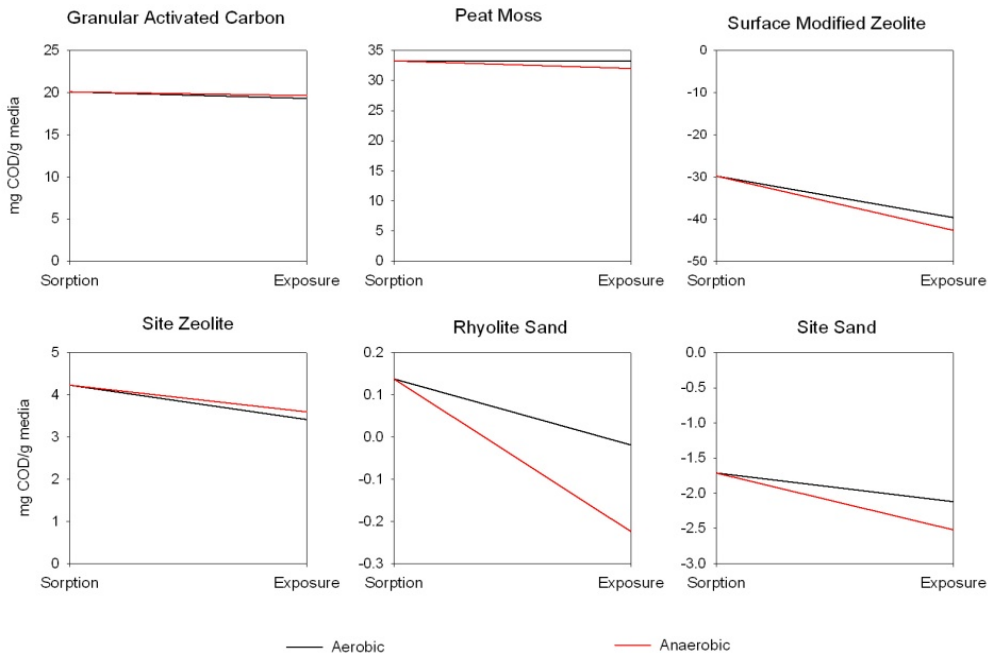 Granular Activated Carbon
Peat Moss
Surface Modified Zeolite
mg COD/g media
25
20
15
10
5
0
Sorption
Exposure
35
30
25
20
15
10
5
0
Sorption
Exposure
0
-10
-20
-30
-40
-50
Sorption
Exposure
Site Zeolite
Rhyolite Sand
Site Sand
mg COD/g media
5
4
3
2
1
0
Sorption
Exposure
0.2
0.1
0.0
-0.1
-0.2
-0.3
Sorption
Exposure
0.0
-0.5
-1.0
-1.5
-2.0
-2.5
-3.0
Sorption
Exposure
Aerobic
Anaerobic